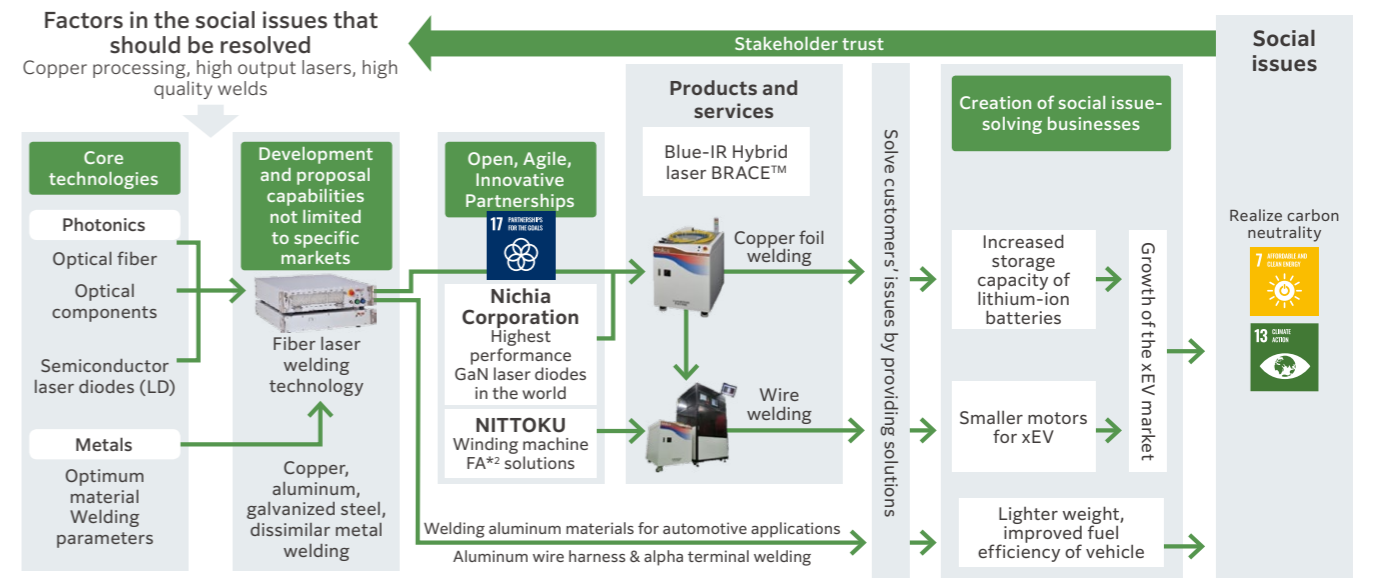 Factors in the social issues that
should be resolved
Copper processing, high output lasers, high
quality welds
Stakeholder trust
Social
issues
Core
technologies
Photonics
Optical fiber
Optical
components
Semiconductor
laser diodes (LD)
Metals
Optimum
material
Welding
parameters
Development
and proposal
capabilities
not limited
to specific
markets
Fiber laser
welding
technology
Copper,
aluminum,
galvanized steel,
dissimilar metal
welding
Open, Agile,
Innovative
Partnerships
17 PARTNERSHIPS
FOR THE GOALS
Nichia
Corporation
Highest
performance
GaN laser diodes
in the world
NITTOKU
Winding machine
FA*2 solutions
Products and
services
Blue-IR Hybrid
laser BRACE™
Copper foil
welding
Wire
welding
Welding aluminum materials for automotive applications
Aluminum wire harness & alpha terminal welding
Solve customers' issues by providing solutions
Creation of social issue-
solving businesses
Increased
storage
capacity of
lithium-ion
batteries
Smaller motors
for xEV
Growth of the xEV market
Lighter weight,
improved fuel
efficiency of vehicle
Realize carbon
neutrality
7 AFFORDABLE AND
CLEAN ENERGY
13 CLIMATE
ACTION